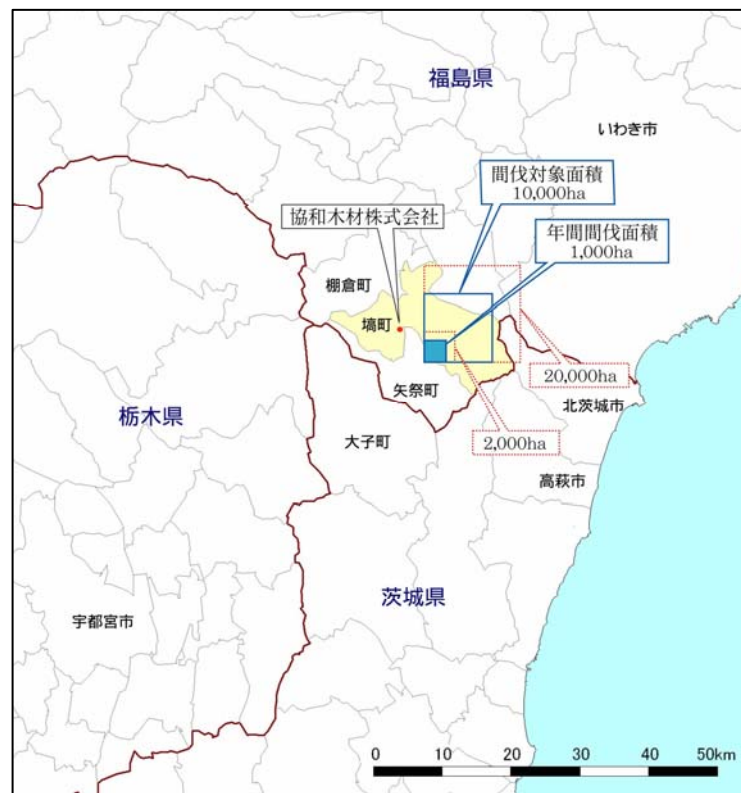 福島県
いわき市
間伐対象面積
10,000ha
協和木材株式会社
年間間伐面積
1,000ha
棚倉町
塙町
矢祭町
20,000ha
北茨城市
栃木県
2,000ha
大子町
高萩市
茨城県
宇都宮市
0 10 20 30 40 50km